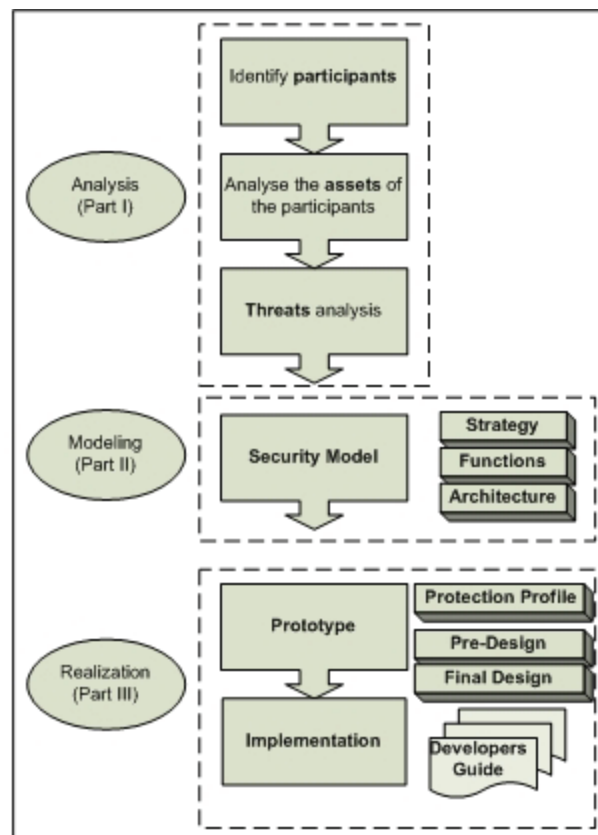 Identify participants
Analysis
(Part I)
Analyse the assets of
the participants
Threats analysis
Modeling
(Part II)
Security Model
Strategy
Functions
Architecture
Realization
(Part III)
Prototype
Protection Profile
Pre-Design
Final Design
Implementation
Developers
Guide